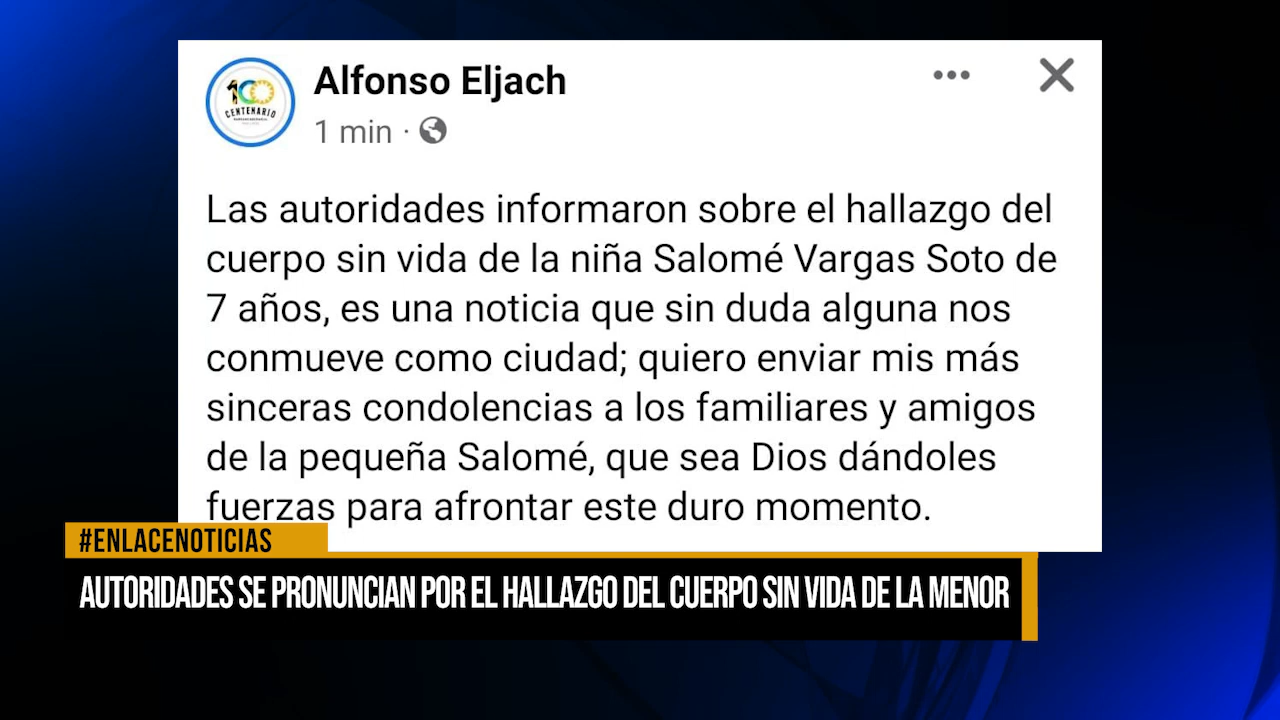 100
CENTENARIO
Alfonso Eljach
1 min ·
Las autoridades informaron sobre el hallazgo del
cuerpo sin vida de la niña Salomé Vargas Soto de
7 años, es una noticia que sin duda alguna nos
conmueve como ciudad; quiero enviar mis más
sinceras condolencias a los familiares y amigos
de la pequeña Salomé, que sea Dios dándoles
fuerzas para afrontar este duro momento.
#ENLACENOTICIAS
AUTORIDADES SE PRONUNCIAN POR EL HALLAZGO DEL CUERPO SIN VIDA DE LA MENOR